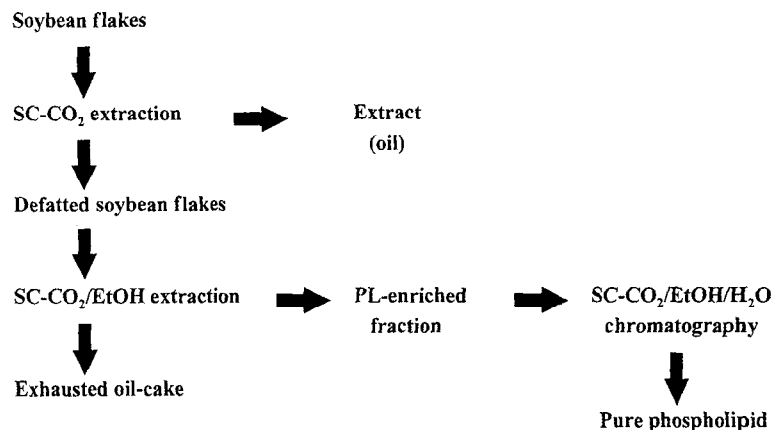 Soybean flakes
SC-CO₂ extraction
Extract
(oil)
Defatted soybean flakes
SC-CO₂/EtOH extraction
PL-enriched
fraction
SC-CO₂/EtOH/H₂O
chromatography
Exhausted oil-cake
Pure phospholipid